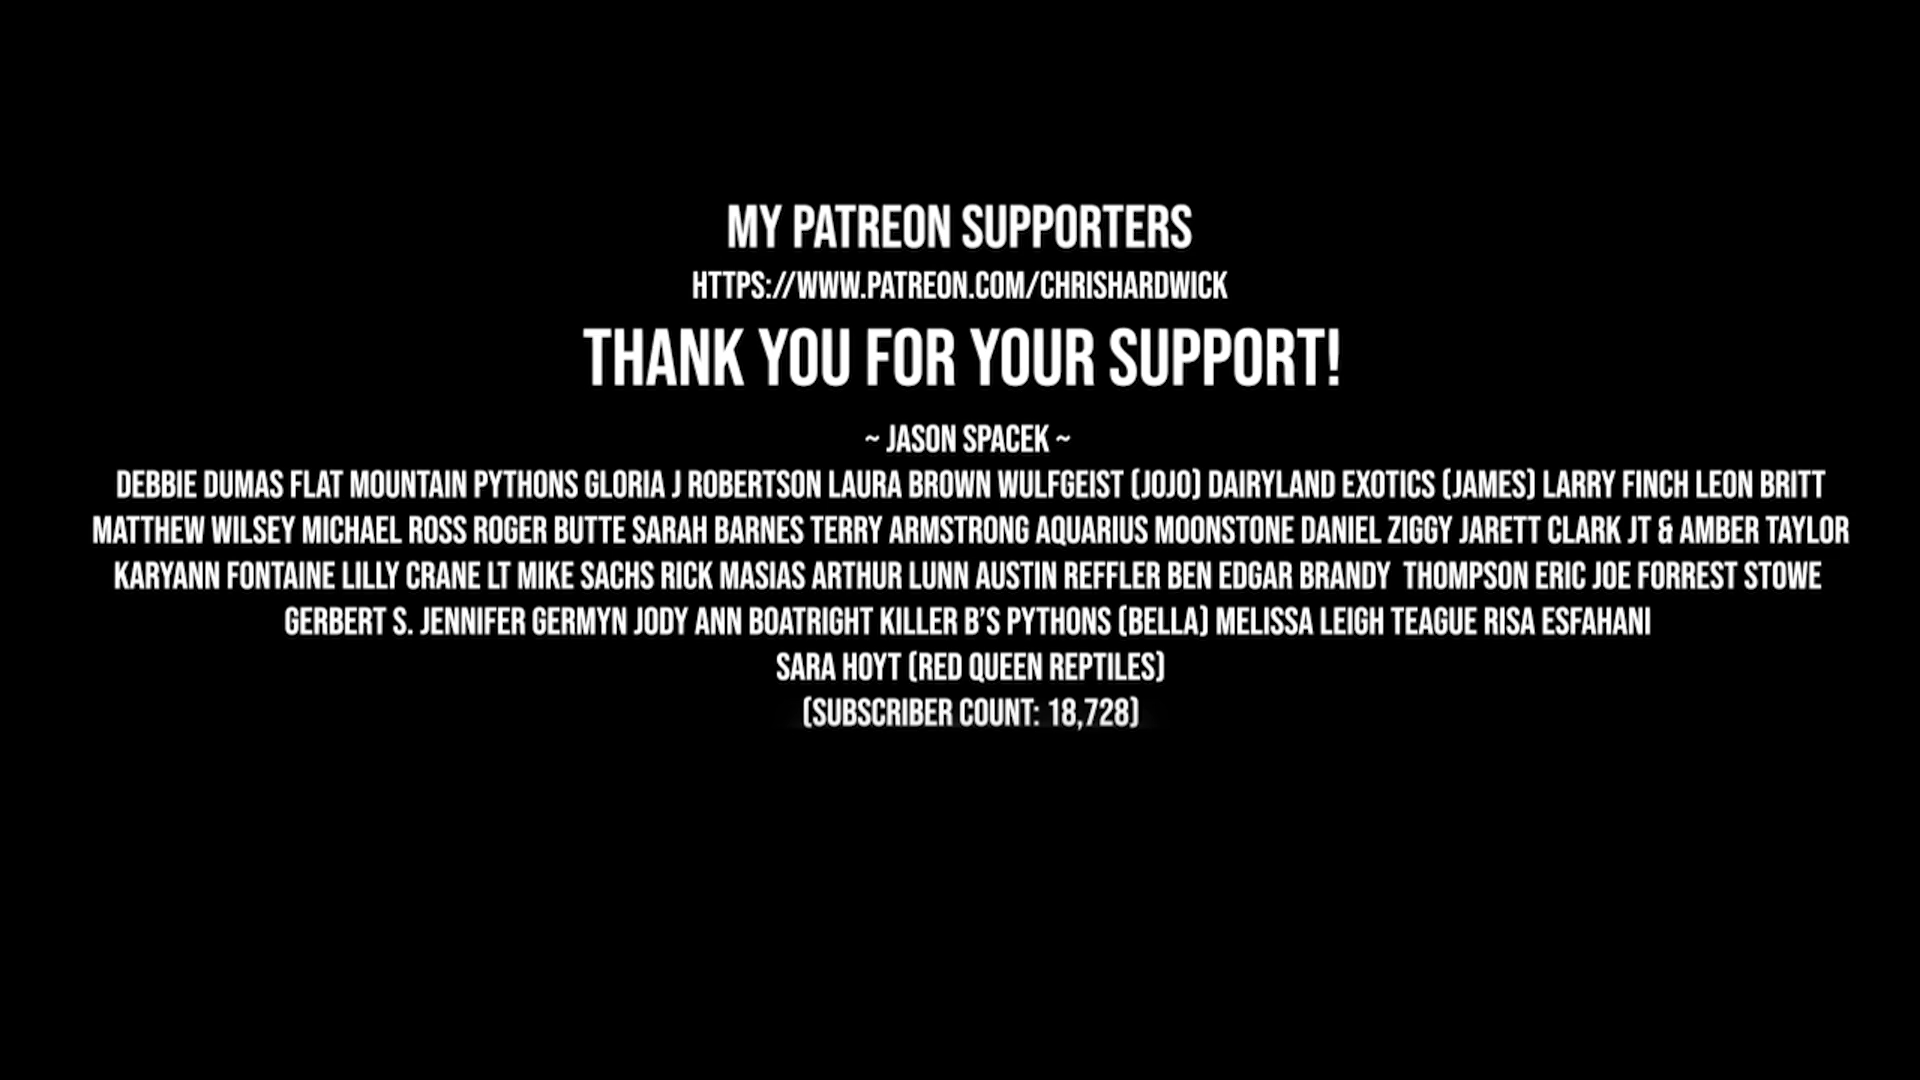 MY PATREON SUPPORTERS
HTTPS://WWW.PATREON.COM/CHRISHARDWICK
THANK YOU FOR YOUR SUPPORT!
~ JASON SPACEK ~
DEBBIE DUMAS FLAT MOUNTAIN PYTHONS GLORIA J ROBERTSON LAURA BROWN WULFGEIST (JOJO) DAIRYLAND EXOTICS (JAMES) LARRY FINCH LEON BRITT
MATTHEW WILSEY MICHAEL ROSS ROGER BUTTE SARAH BARNES TERRY ARMSTRONG AQUARIUS MOONSTONE DANIEL ZIGGY JARETT CLARK JT & AMBER TAYLOR
KARYANN FONTAINE LILLY CRANE LT MIKE SACHS RICK MASIAS ARTHUR LUNN AUSTIN REFFLER BEN EDGAR BRANDY  THOMPSON ERIC JOE FORREST STOWE
GERBERT S. JENNIFER GERMYN JODY ANN BOATRIGHT KILLER B'S PYTHONS (BELLA) MELISSA LEIGH TEAGUE RISA ESFAHANI
SARA HOYT (RED QUEEN REPTILES)
(SUBSCRIBER COUNT: 18,728)